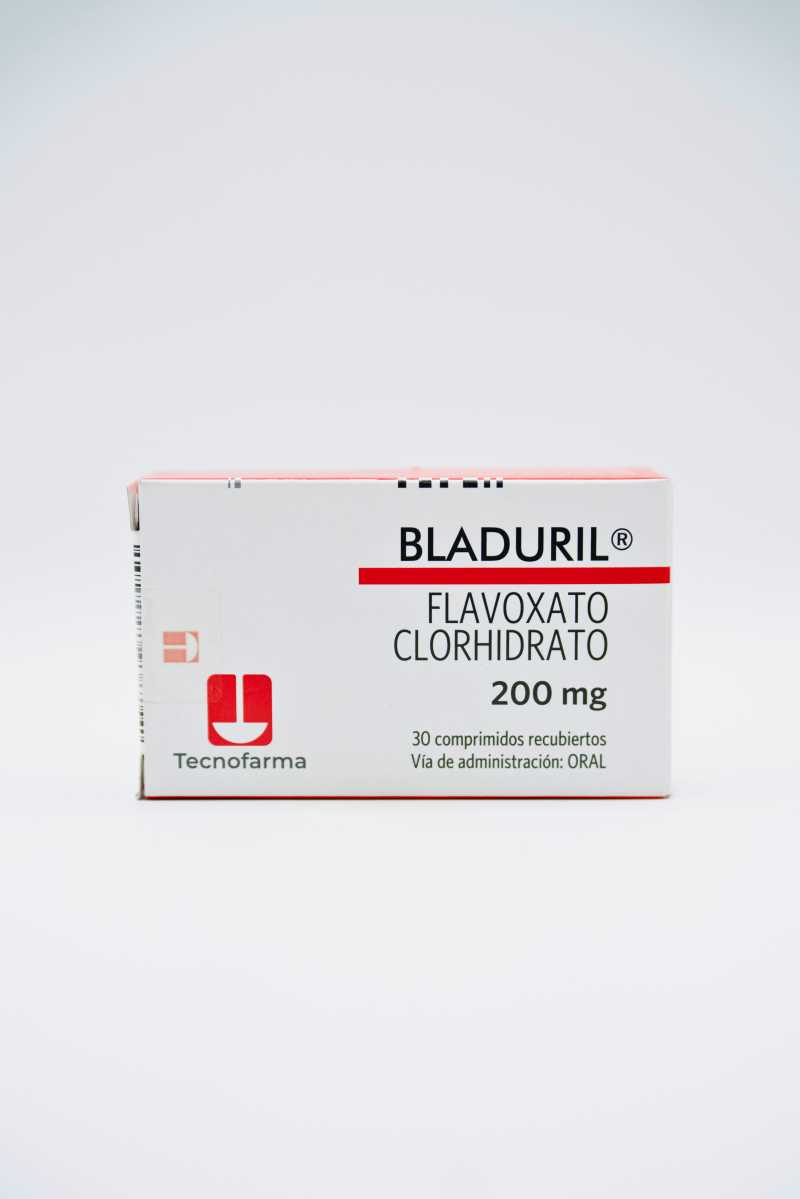 BLADURIL®
FLAVOXATO
CLORHIDRATO
200 mg
30 comprimidos recubiertos
Vía de administración: ORAL
Tecnofarma